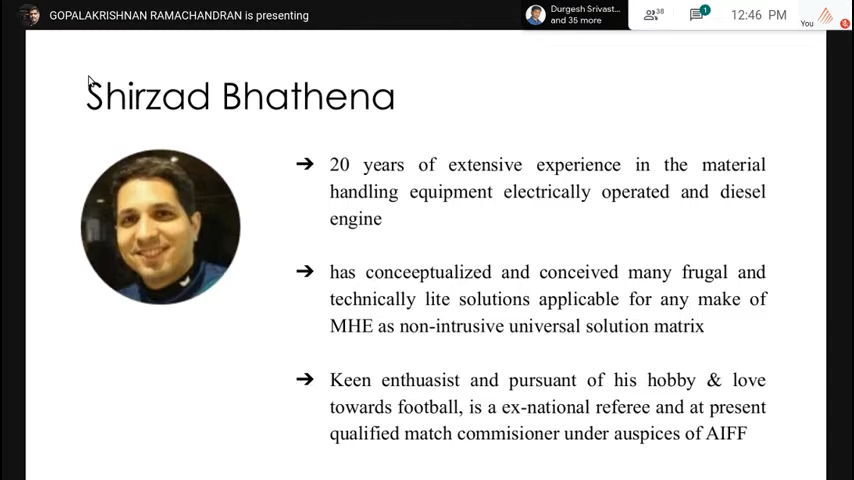 GOPALAKRISHNAN RAMACHANDRAN is presenting
Durgesh Srivast...
and 35 more
38
1
You
12:46 PM
Shirzad Bhathena
➔ 20 years of extensive experience in the material
handling equipment electrically operated and diesel
engine
➔ has conceeptualized and conceived many frugal and
technically lite solutions applicable for any make of
MHE as non-intrusive universal solution matrix
➔ Keen enthuasist and pursuant of his hobby & love
towards football, is a ex-national referee and at present
qualified match commisioner under auspices of AIFF